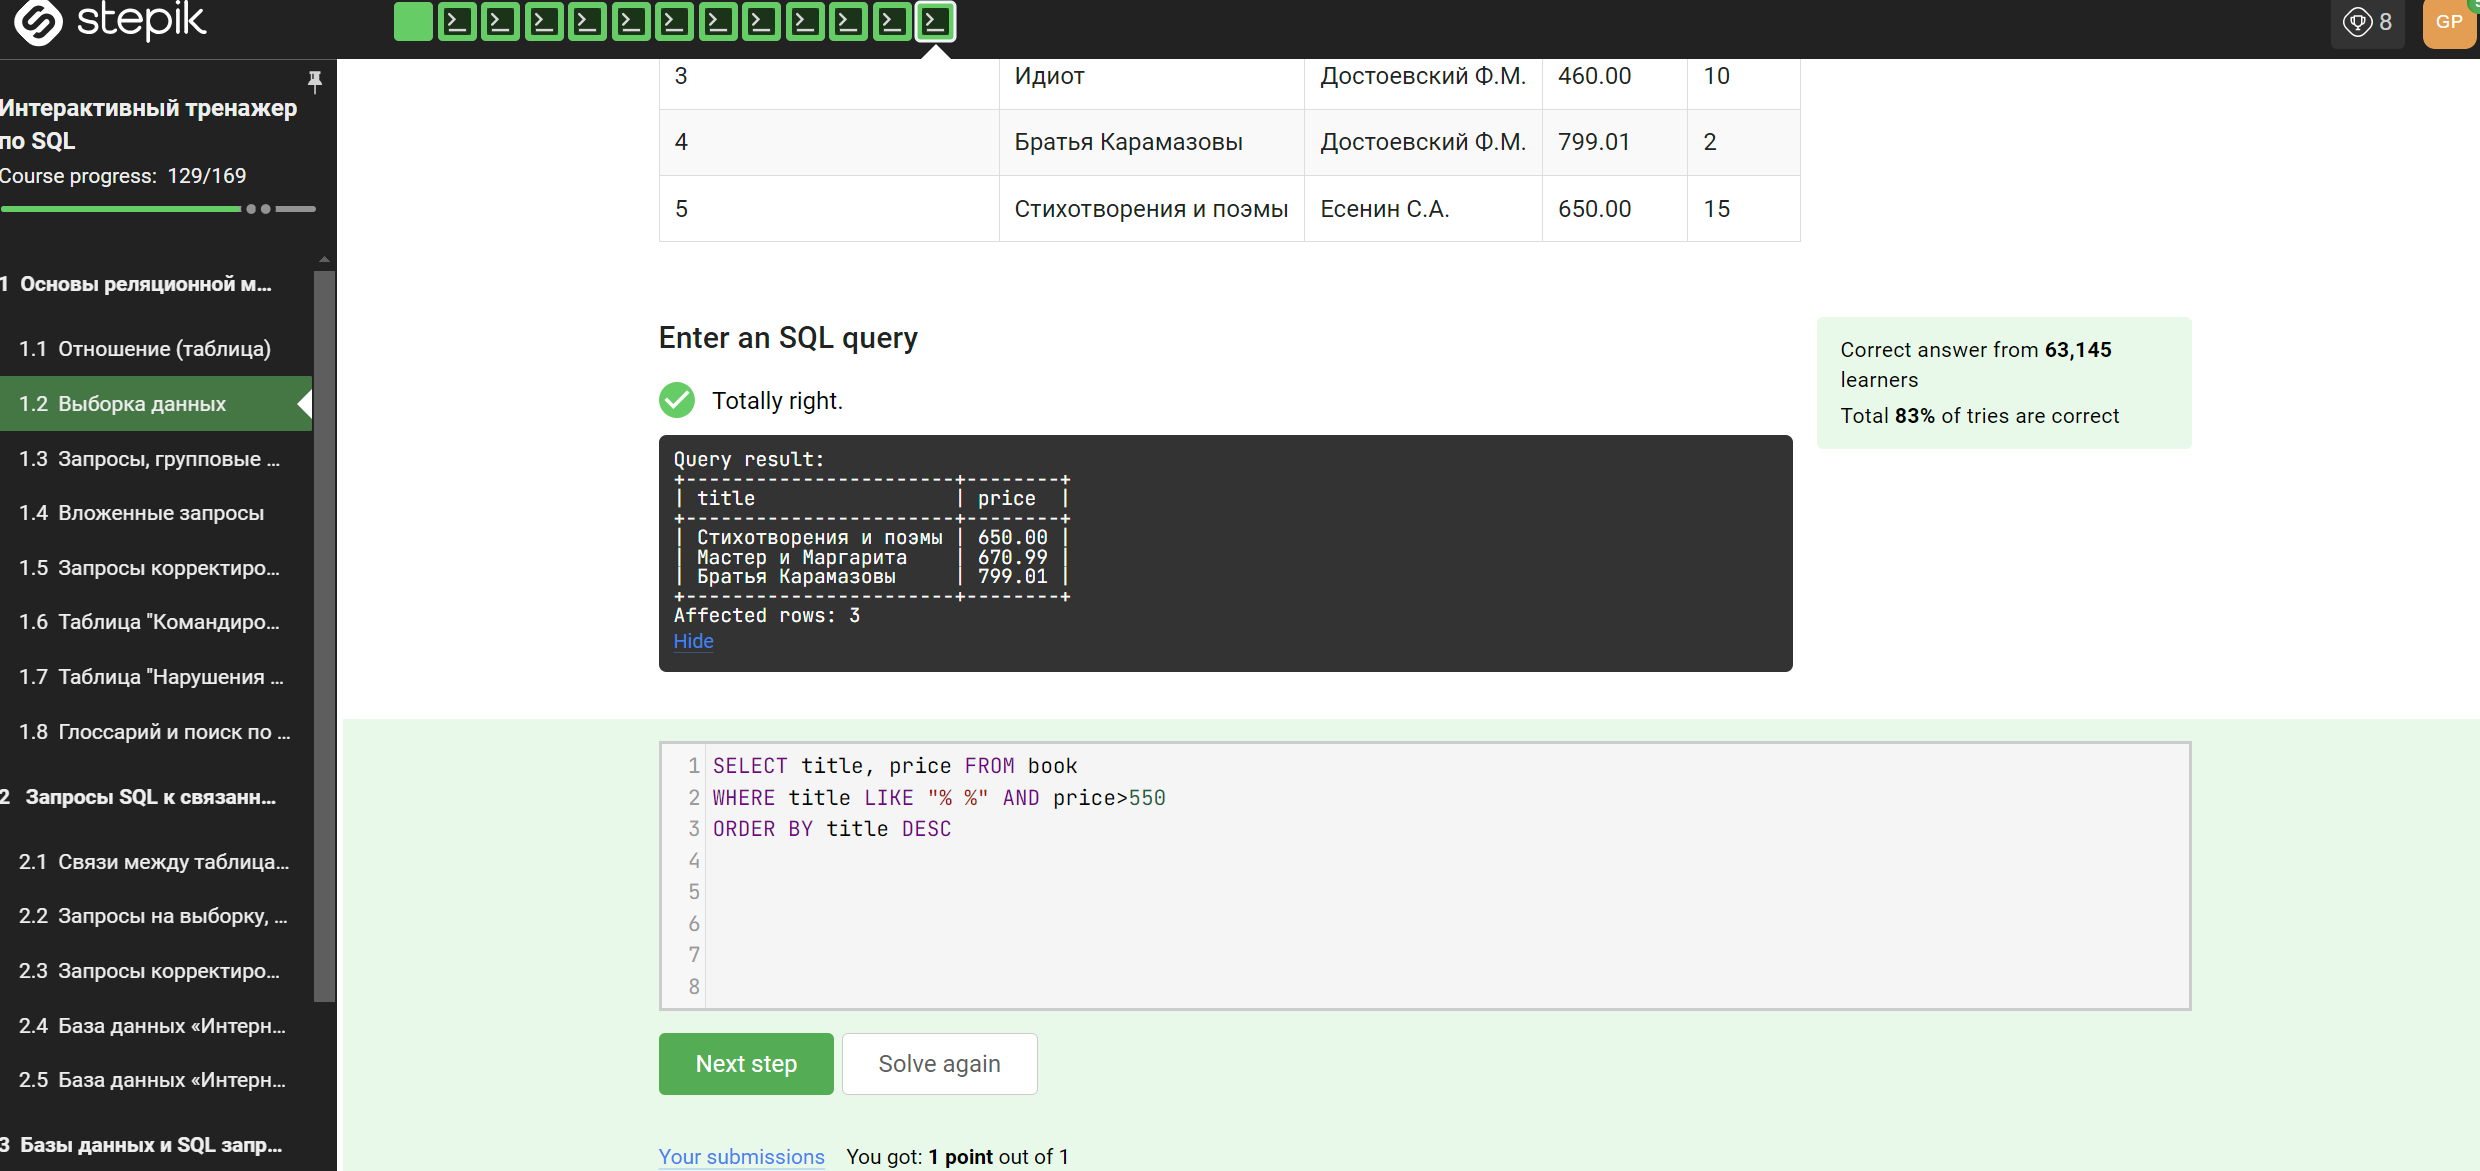 stepik
8
GP
Интерактивный тренажер
по SQL
Course progress: 129/169
1 Основы реляционной м...
1.1 Отношение (таблица)
1.2 Выборка данных
1.3 Запросы, групповые ...
1.4 Вложенные запросы
1.5 Запросы корректиро...
1.6 Таблица "Командиро...
1.7 Таблица "Нарушения ...
1.8 Глоссарий и поиск по ...
2 Запросы SQL к связанн...
2.1 Связи между таблица...
2.2 Запросы на выборку, ...
2.3 Запросы корректиро...
2.4 База данных «Интерн...
2.5 База данных «Интерн...
3 Базы данных и SQL запр...
3 Идиот Достоевский Ф.М. 460.00 10
4 Братья Карамазовы Достоевский Ф.М. 799.01 2
5 Стихотворения и поэмы Есенин С.А. 650.00 15
Enter an SQL query
Totally right.
Query result:
+-----------------------+--------+
| title | price |
+-----------------------+--------+
| Стихотворения и поэмы | 650.00 |
| Мастер и Маргарита | 670.99 |
| Братья Карамазовы | 799.01 |
+-----------------------+--------+
Affected rows: 3
Hide
Correct answer from 63,145
learners
Total 83% of tries are correct
1 SELECT title, price FROM book
2 WHERE title LIKE "% %" AND price>550
3 ORDER BY title DESC
4
5
6
7
8
Next step
Solve again
Your submissions You got: 1 point out of 1